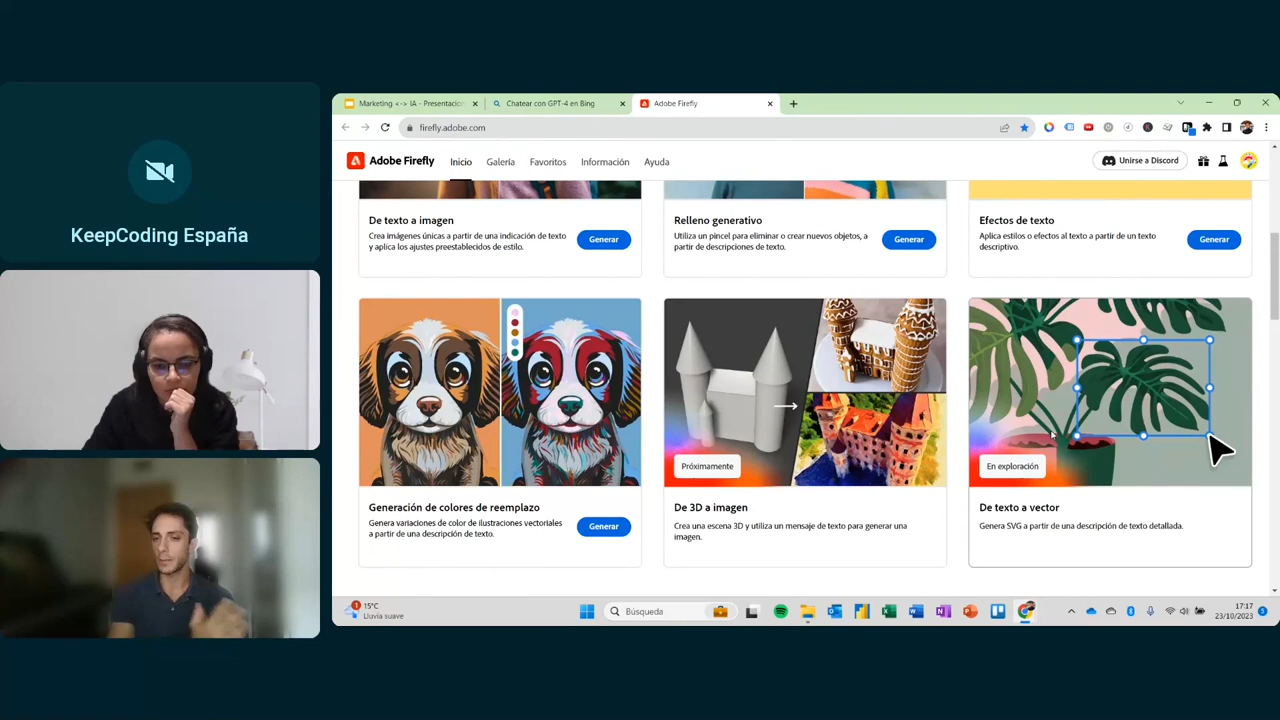 KeepCoding España
Marketing <-> IA - Presentacion
Chatear con GPT-4 en Bing
Adobe Firefly
firefly.adobe.com
Adobe Firefly
Inicio
Galería
Favoritos
Información
Ayuda
Unirse a Discord
De texto a imagen
Crea imágenes únicas a partir de una indicación de texto
y aplica los ajustes preestablecidos de estilo.
Generar
Relleno generativo
Utiliza un pincel para eliminar o crear nuevos objetos, a
partir de descripciones de texto.
Generar
Efectos de texto
Aplica estilos o efectos al texto a partir de un texto
descriptivo.
Generar
Generación de colores de reemplazo
Genera variaciones de color de ilustraciones vectoriales
a partir de una descripción de texto.
Generar
Próximamente
De 3D a imagen
Crea una escena 3D y utiliza un mensaje de texto para generar una
imagen.
En exploración
De texto a vector
Genera SVG a partir de una descripción de texto detallada.
1
15°C
Lluvia suave
Búsqueda
17:17
23/10/2023